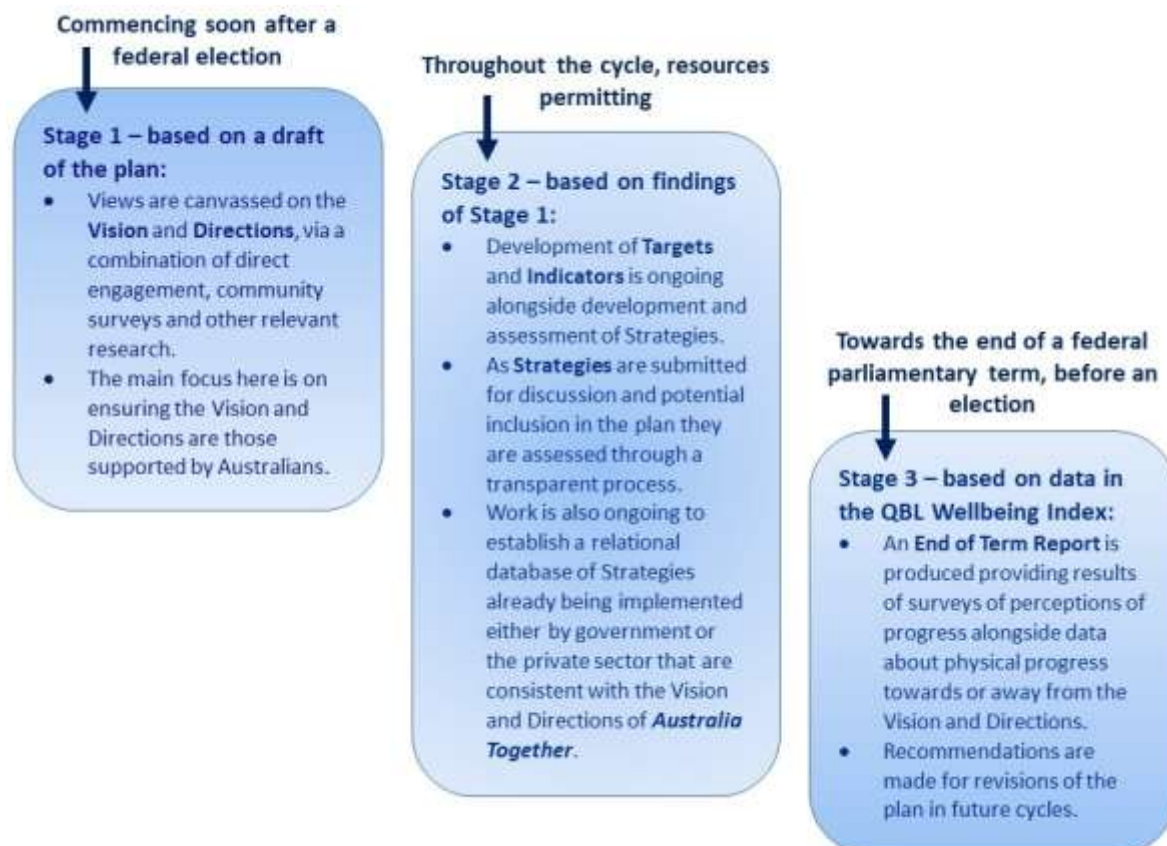 Commencing soon after a
federal election
Stage 1 – based on a draft
of the plan:
• Views are canvassed on the
Vision and Directions, via a
combination of direct
engagement, community
surveys and other relevant
research.
• The main focus here is on
ensuring the Vision and
Directions are those
supported by Australians.
Throughout the cycle, resources
permitting
Stage 2 – based on findings
of Stage 1:
• Development of Targets
and Indicators is ongoing
alongside development and
assessment of Strategies.
• As Strategies are submitted
for discussion and potential
inclusion in the plan they
are assessed through a
transparent process.
• Work is also ongoing to
establish a relational
database of Strategies
already being implemented
either by government or
the private sector that are
consistent with the Vision
and Directions of Australia
Together.
Towards the end of a federal
parliamentary term, before an
election
Stage 3 – based on data in
the QBL Wellbeing Index:
• An End of Term Report is
produced providing results
of surveys of perceptions of
progress alongside data
about physical progress
towards or away from the
Vision and Directions.
• Recommendations are
made for revisions of the
plan in future cycles.